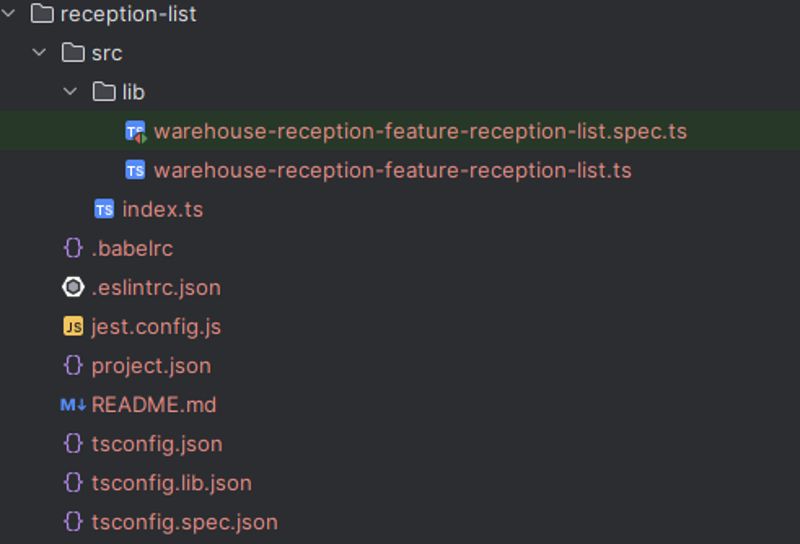 reception-list
src
lib
TS warehouse-reception-feature-reception-list.spec.ts
TS warehouse-reception-feature-reception-list.ts
TS index.ts
{} .babelrc
.eslintrc.json
JS jest.config.js
{} project.json
M↓ README.md
{} tsconfig.json
{} tsconfig.lib.json
{} tsconfig.spec.json